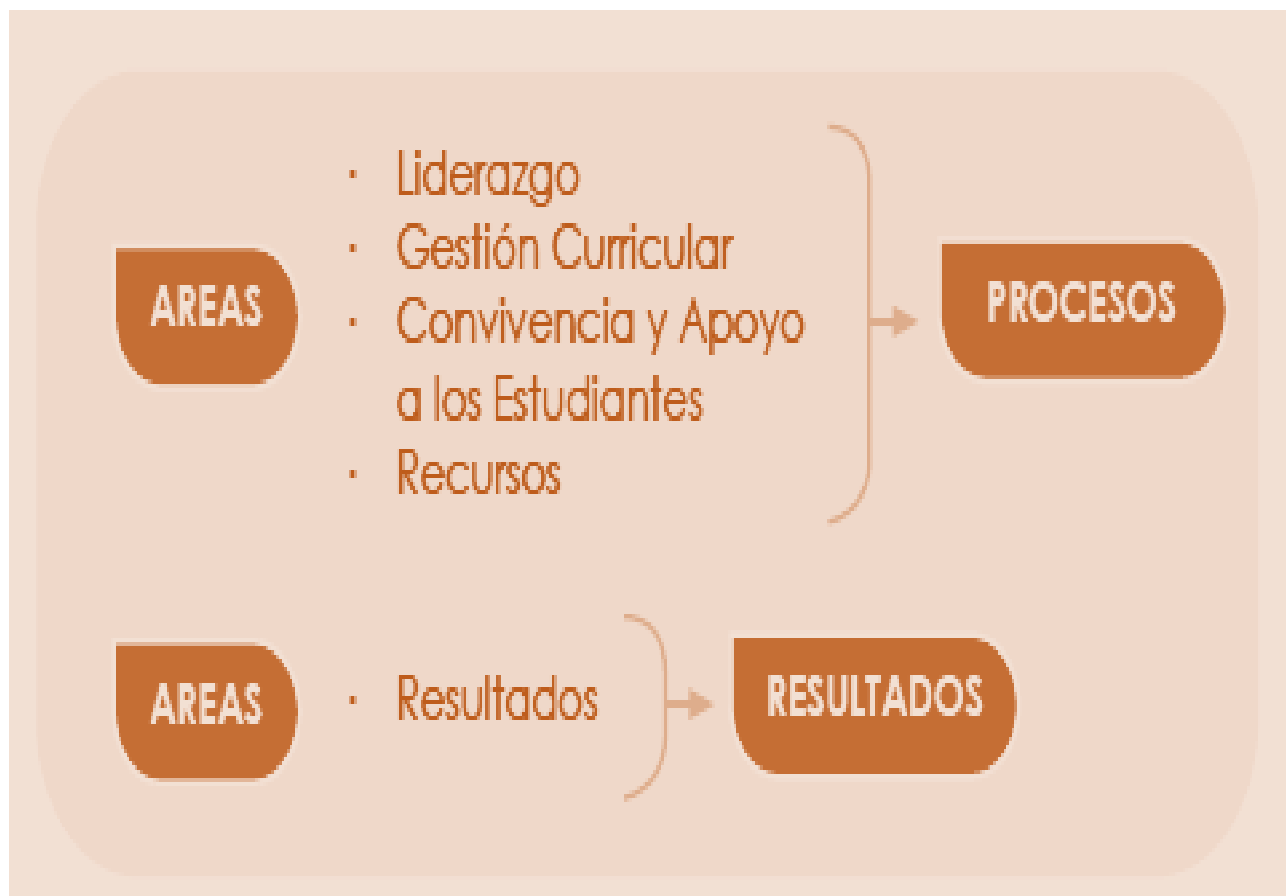 AREAS
· Liderazgo
· Gestión Curricular
· Convivencia y Apoyo
a los Estudiantes
· Recursos
PROCESOS
AREAS
· Resultados
RESULTADOS